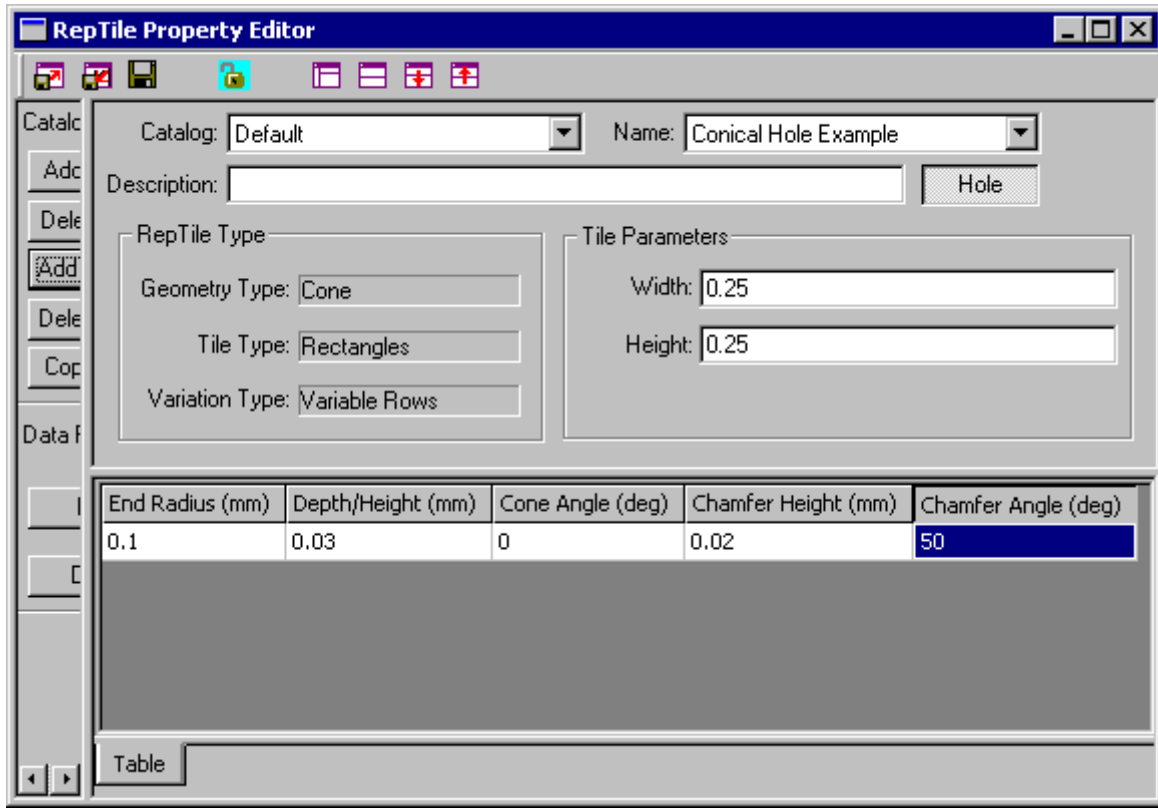 RepTile Property Editor
Catalc
Catalog: Default Name: Conical Hole Example
Adc
Description: Hole
Dele
RepTile Type Tile Parameters
Add
Geometry Type: Cone Width: 0.25
Dele
Tile Type: Rectangles Height: 0.25
Cop
Variation Type: Variable Rows
Data
End Radius (mm) Depth/Height (mm) Cone Angle (deg) Chamfer Height (mm) Chamfer Angle (deg)
0.1 0.03 0 0.02 50
Table